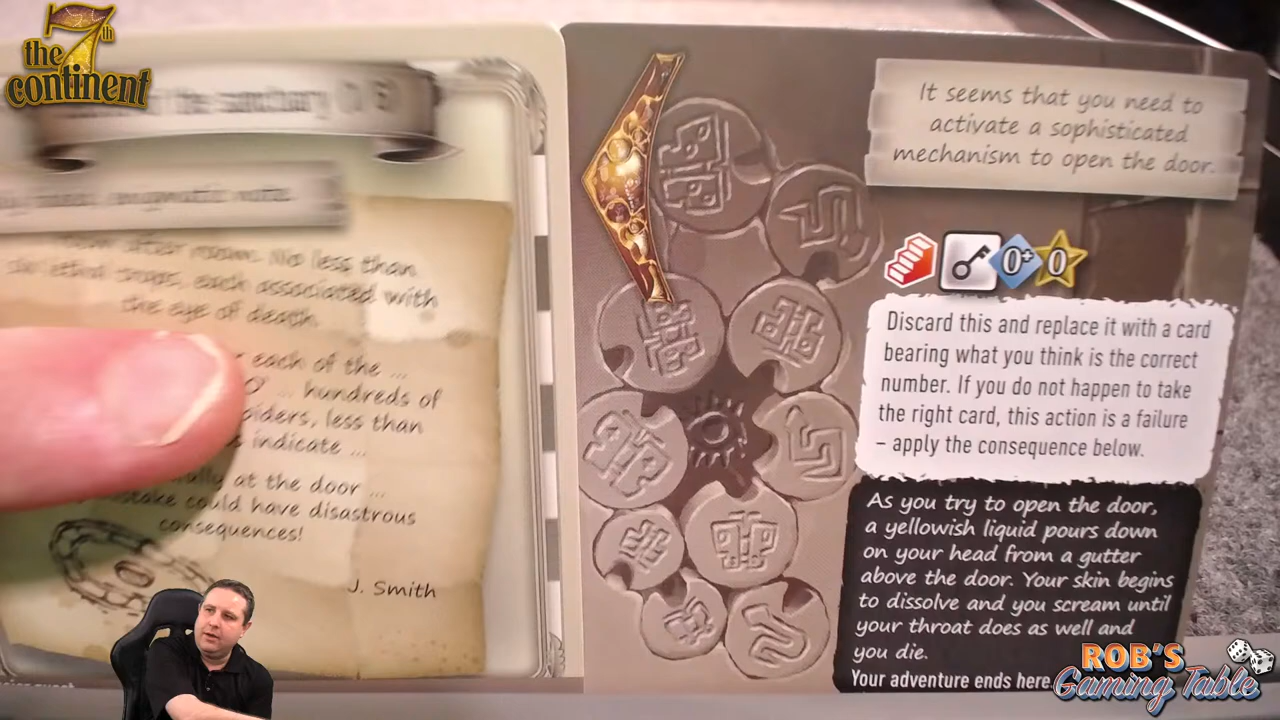 the 7th
continent
the sanctuary
enigmatic note.
room. No less than
traps, each associated with
the eye of death.
each of the ...
0' ... hundreds of
less than
indicate ...
at the door ...
could have disastrous
consequences!
J. Smith
It seems that you need to
activate a sophisticated
mechanism to open the door.
0+ 0
Discard this and replace it with a card
bearing what you think is the correct
number. If you do not happen to take
the right card, this action is a failure
– apply the consequence below.
As you try to open the door,
a yellowish liquid pours down
on your head from a gutter
above the door. Your skin begins
to dissolve and you scream until
your throat does as well and
you die.
Your adventure ends here.
ROB'S
Gaming Table